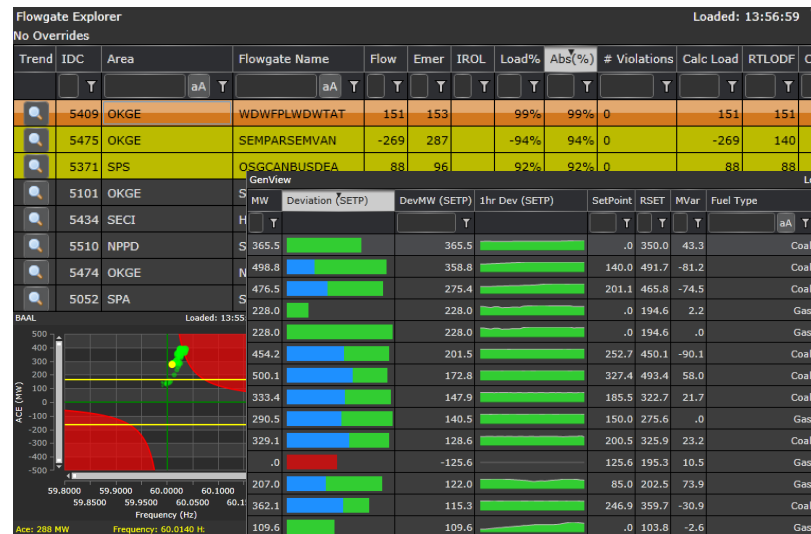 Flowgate Explorer Loaded: 13:56:59
No Overrides
Trend IDC Area Flowgate Name Flow Emer IROL Load% Abs(%) # Violations Calc Load RTLODF
aA aA
5409 OKGE WDWFPLWDWTAT 151 153 99% 99% 0 151 151
5475 OKGE SEMPARSEMVAN -269 287 -94% 94% 0 -269 140
5371 SPS OSGCANBUSDEA 88 96 92% 92% 0 88 88
5101 OKGE S
5434 SECI H
5510 NPPD S
5474 OKGE N
5052 SPA S
GenView
MW Deviation (SETP) DevMW (SETP) 1hr Dev (SETP) SetPoint RSET MVar Fuel Type
aA
365.5 365.5 .0 350.0 43.3 Coal
498.8 358.8 140.0 491.7 -81.2 Coal
476.5 275.4 201.1 465.8 -74.5 Coal
228.0 228.0 .0 194.6 2.2 Gas
228.0 228.0 .0 194.6 .0 Gas
454.2 201.5 252.7 450.1 -90.1 Coal
500.1 172.8 327.4 493.4 58.0 Coal
333.4 147.9 185.5 322.7 21.7 Coal
290.5 140.5 150.0 275.6 .0 Gas
329.1 128.6 200.5 325.9 23.2 Coal
.0 -125.6 125.6 195.3 10.5 Gas
207.0 122.0 85.0 202.5 73.9 Gas
362.1 115.3 246.9 359.7 -30.9 Coal
109.6 109.6 .0 103.8 -2.6 Gas
BAAL Loaded: 13:55
500
400
300
200
100
0
-100
-200
-300
-400
-500
ACE (MW)
59.8000 59.9000 60.0000 60.1000
59.8500 59.9500 60.0500 60.1
Frequency (Hz)
Ace: 288 MW Frequency: 60.0140 H